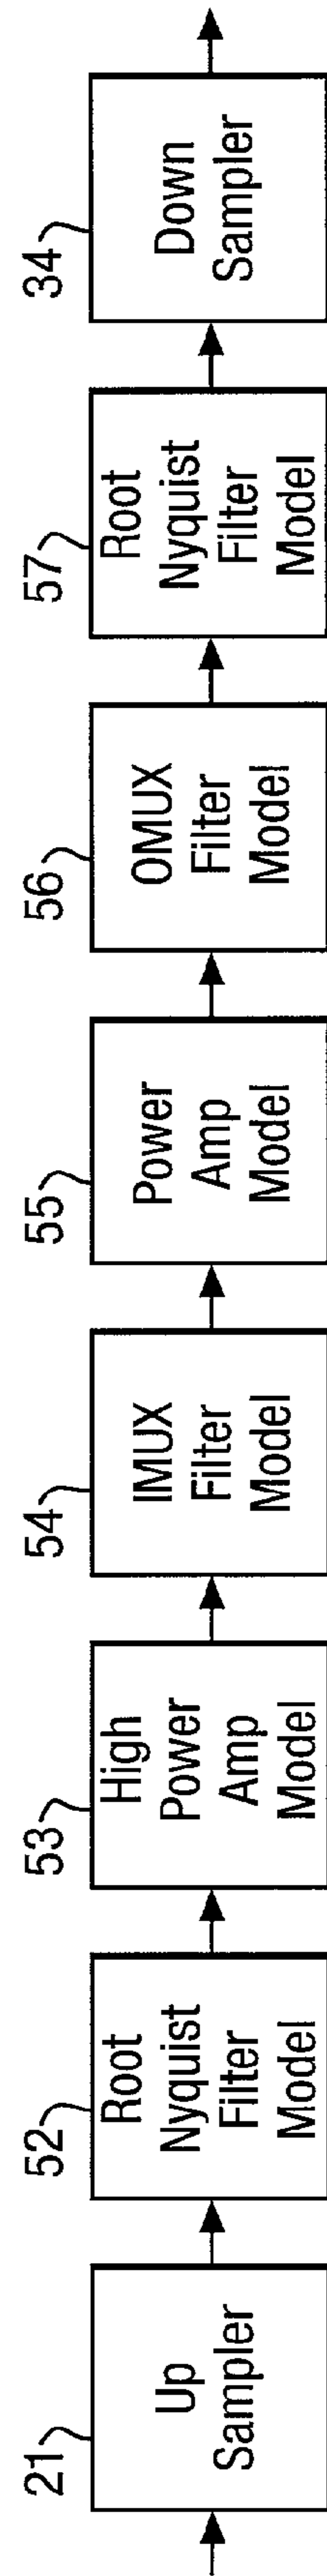 21
Up
Sampler
52
Root
Nyquist
Filter
Model
53
High
Power
Amp
Model
54
IMUX
Filter
Model
55
Power
Amp
Model
56
OMUX
Filter
Model
57
Root
Nyquist
Filter
Model
34
Down
Sampler